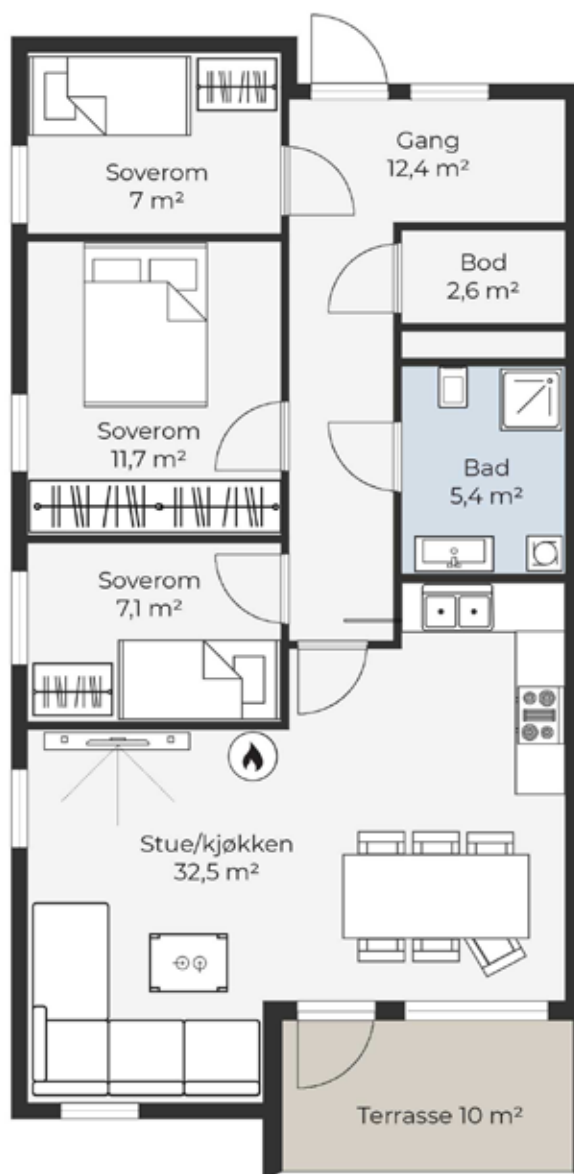 Soverom
7 m²
Gang
12,4 m²
Bod
2,6 m²
Soverom
11,7 m²
Bad
5,4 m²
Soverom
7,1 m²
Stue/kjøkken
32,5 m²
Terrasse 10 m²